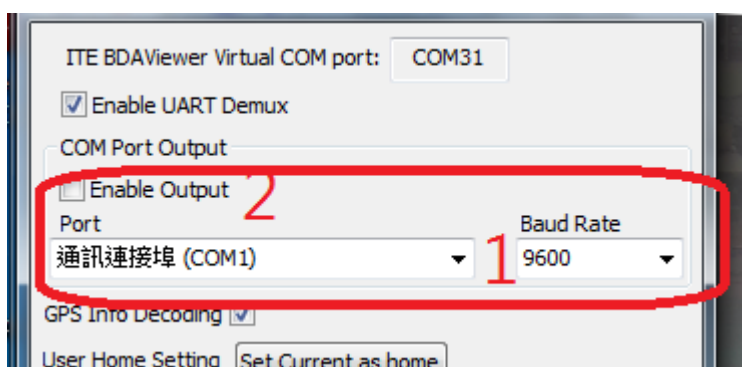 ITE BDAViewer Virtual COM port: COM31
Enable UART Demux
COM Port Output
Enable Output 2
Port Baud Rate
通訊連接埠 (COM1) 1 9600
GPS Info Decoding
User Home Setting Set Current as home